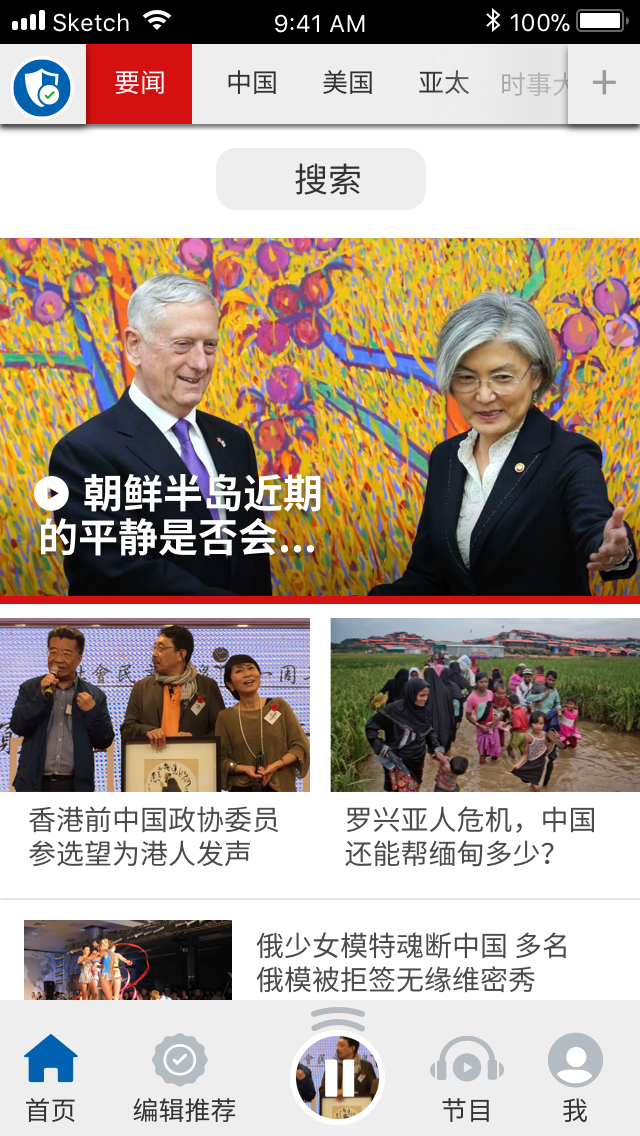 Sketch 9:41 AM 100%
要闻 中国 美国 亚太 时事
搜索
朝鲜半岛近期
的平静是否会...
香港前中国政协委员
参选望为港人发声
罗兴亚人危机，中国
还能帮缅甸多少？
俄少女模特魂断中国 多名
俄模被拒签无缘维密秀
首页 编辑推荐 节目 我